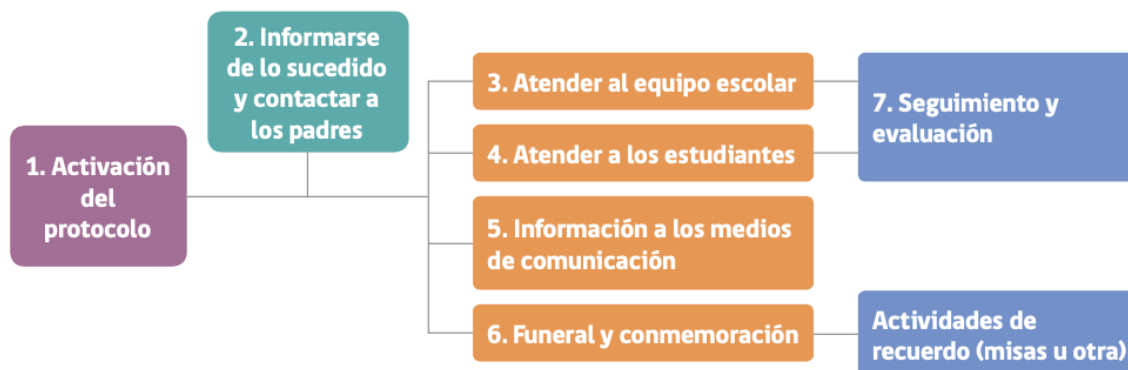 1. Activación
del
protocolo
2. Informarse
de lo sucedido
y contactar a
los padres
3. Atender al equipo escolar
4. Atender a los estudiantes
5. Información a los medios
de comunicación
6. Funeral y conmemoración
7. Seguimiento y
evaluación
Actividades de
recuerdo (misas u otra)